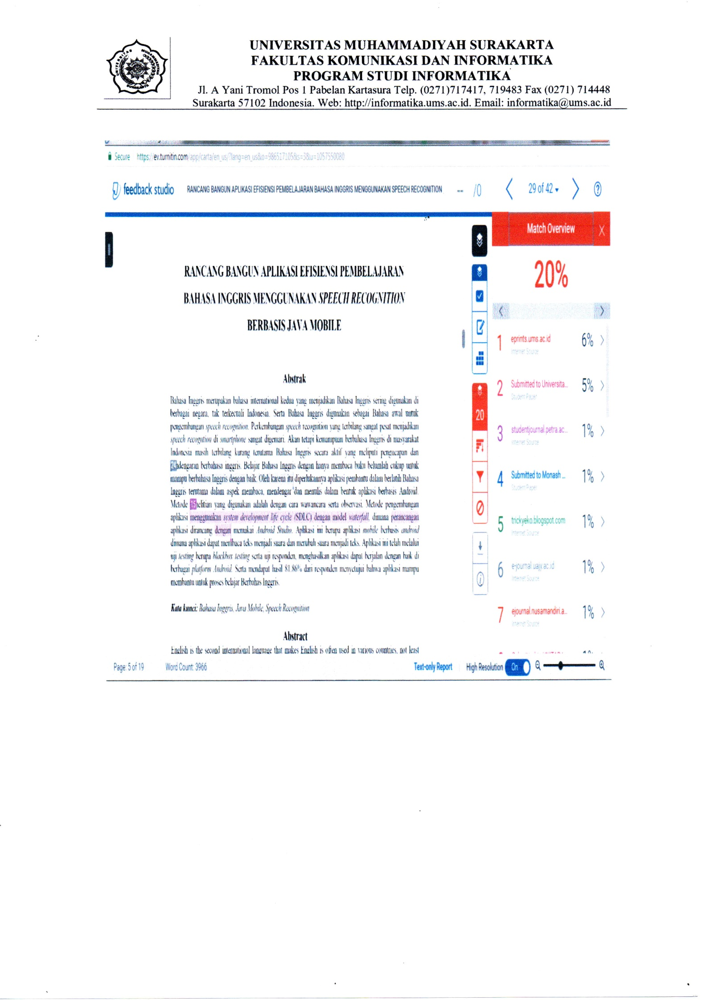 UNIVERSITAS MUHAMMADIYAH SURAKARTA
FAKULTAS KOMUNIKASI DAN INFORMATIKA
PROGRAM STUDI INFORMATIKA
Jl. A Yani Tromol Pos 1 Pabelan Kartasura Telp. (0271)717417, 719483 Fax (0271) 714448
Surakarta 57102 Indonesia. Web: http://informatika.ums.ac.id. Email: informatika@ums.ac.id
UNIVERSITAS MUHAMMADIYAH SURAKARTA
Secure https://ev.turnitin.com/app/carta/en_us/?lang=en_us&o=986517105&s=3&u=1057550080
feedback studio RANCANG BANGUN APLIKASI EFISIENSI PEMBELAJARAN BAHASA INGGRIS MENGGUNAKAN SPEECH RECOGNITION -- /0 29 of 42
RANCANG BANGUN APLIKASI EFISIENSI PEMBELAJARAN
BAHASA INGGRIS MENGGUNAKAN SPEECH RECOGNITION
BERBASIS JAVA MOBILE
Abstrak
Bahasa Inggris merupakan bahasa international kedua yang menjadikan Bahasa Inggris sering digunakan di
berbagai negara, tak terkecuali Indonesia. Serta Bahasa Inggris digunakan sebagai Bahasa awal untuk
pengembangan speech recognition. Perkembangan speech recognition yang terbilang sangat pesat menjadikan
speech recognition di smartphone sangat digemari. Akan tetapi kemampuan berbahasa Inggris di masyarakat
Indonesia masih terbilang kurang terutama Bahasa Inggris secara aktif yang meliputi pengucapan dan
24 ndengaran berbahasa inggris. Belajar Bahasa Inggris dengan hanya membaca buku belumlah cukup untuk
mampu berbahasa Inggris dengan baik. Oleh karena itu diperlukannya aplikasi pembantu dalam berlatih Bahasa
Inggris terutama dalam aspek membaca, mendengar dan menulis dalam bentuk aplikasi berbasis Android.
Metode 15 nelitian yang digunakan adalah dengan cara wawancara serta observasi. Metode pengembangan
aplikasi menggunakan system development life cycle (SDLC) dengan model waterfall, dimana perancangan
aplikasi dirancang dengan memakai Android Studio. Aplikasi ini berupa aplikasi mobile berbasis android
dimana aplikasi dapat membaca teks menjadi suara dan merubah suara menjadi teks. Aplikasi ini telah melalui
uji testing berupa blackbox testing serta uji responden, menghasilkan aplikasi dapat berjalan dengan baik di
berbagai platform Android. Serta mendapat hasil 81.86% dari responden menyetujui bahwa aplikasi mampu
membantu untuk proses belajar Berbahas Inggris.
Kata kunci: Bahasa Inggris, Java Mobile, Speech Recognition
Abstract
English is the second international language that makes English is often used in various countries, not least
20
Match Overview
20%
1 eprints.ums.ac.id 6%
Internet Source
2 Submitted to Universita... 5%
Student Paper
3 studentjournal.petra.ac... 1%
Internet Source
4 Submitted to Monash ... 1%
Student Paper
5 trickyeko.blogspot.com 1%
Internet Source
6 e-journal.uajy.ac.id 1%
Internet Source
7 ejournal.nusamandiri.a... 1%
Internet Source
Page: 5 of 19 Word Count: 3966 Text-only Report High Resolution On